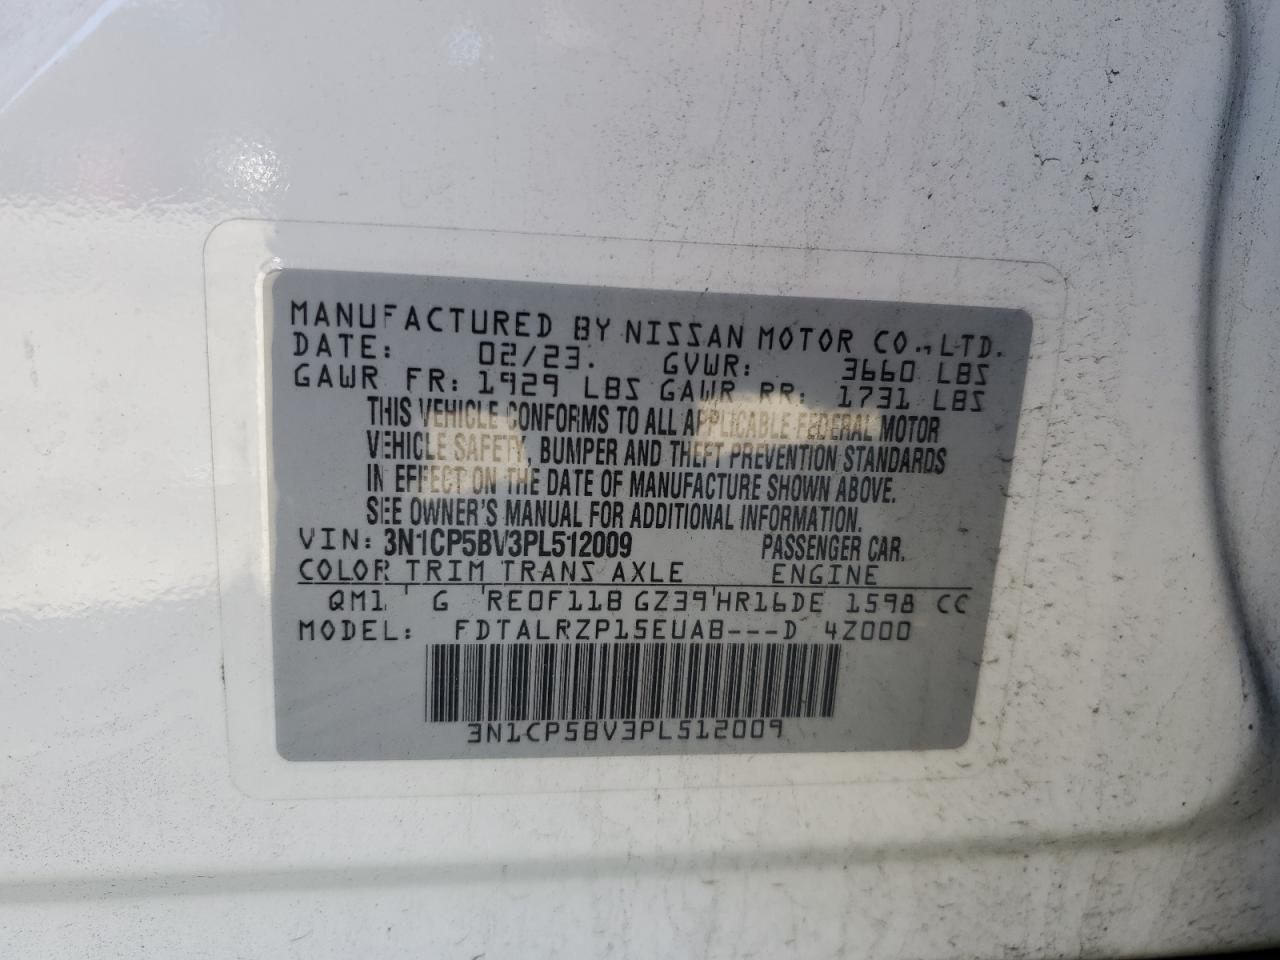 MANUFACTURED BY NISSAN MOTOR CO., LTD.
DATE: 02/23. GVWR: 3660 LBS
GAWR FR: 1929 LBS GAWR RR: 1731 LBS
THIS VEHICLE CONFORMS TO ALL APPLICABLE FEDERAL MOTOR
VEHICLE SAFETY, BUMPER AND THEFT PREVENTION STANDARDS
IN EFFECT ON THE DATE OF MANUFACTURE SHOWN ABOVE.
SEE OWNER'S MANUAL FOR ADDITIONAL INFORMATION.
VIN: 3N1CP5BV3PL512009 PASSENGER CAR.
COLOR TRIM TRANS AXLE ENGINE
QM1 G RE0F11B GZ39 HR16DE 1598 CC
MODEL: FDTALRZP15EUAB---D 4Z000
3N1CP5BV3PL512009